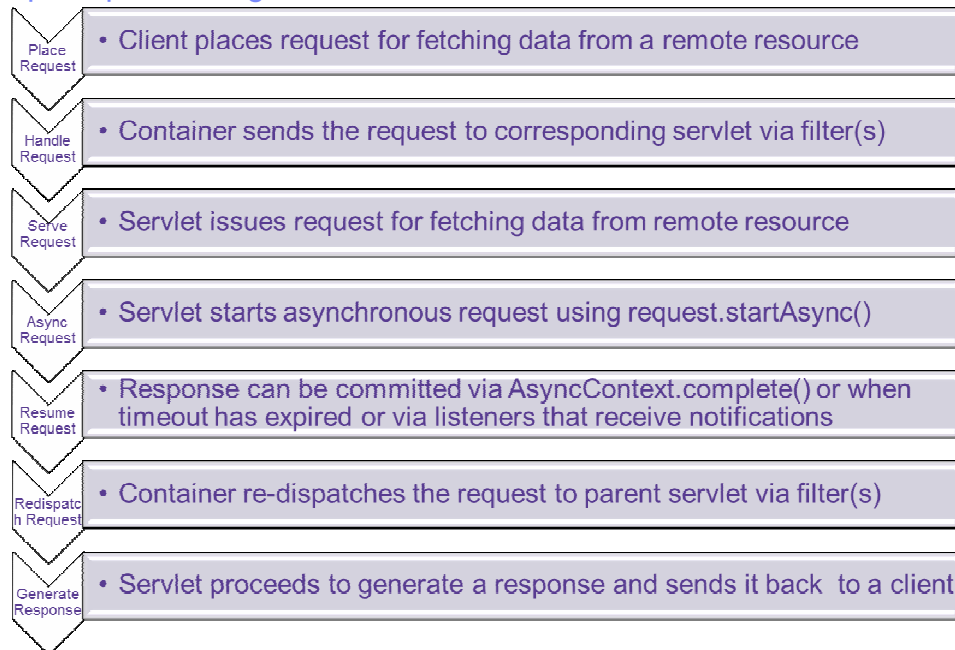 Place
Request
• Client places request for fetching data from a remote resource
Handle
Request
• Container sends the request to corresponding servlet via filter(s)
Serve
Request
• Servlet issues request for fetching data from remote resource
Async
Request
• Servlet starts asynchronous request using request.startAsync()
Resume
Request
• Response can be committed via AsyncContext.complete() or when
timeout has expired or via listeners that receive notifications
Redispatc
h Request
• Container re-dispatches the request to parent servlet via filter(s)
Generate
Response
• Servlet proceeds to generate a response and sends it back to a client